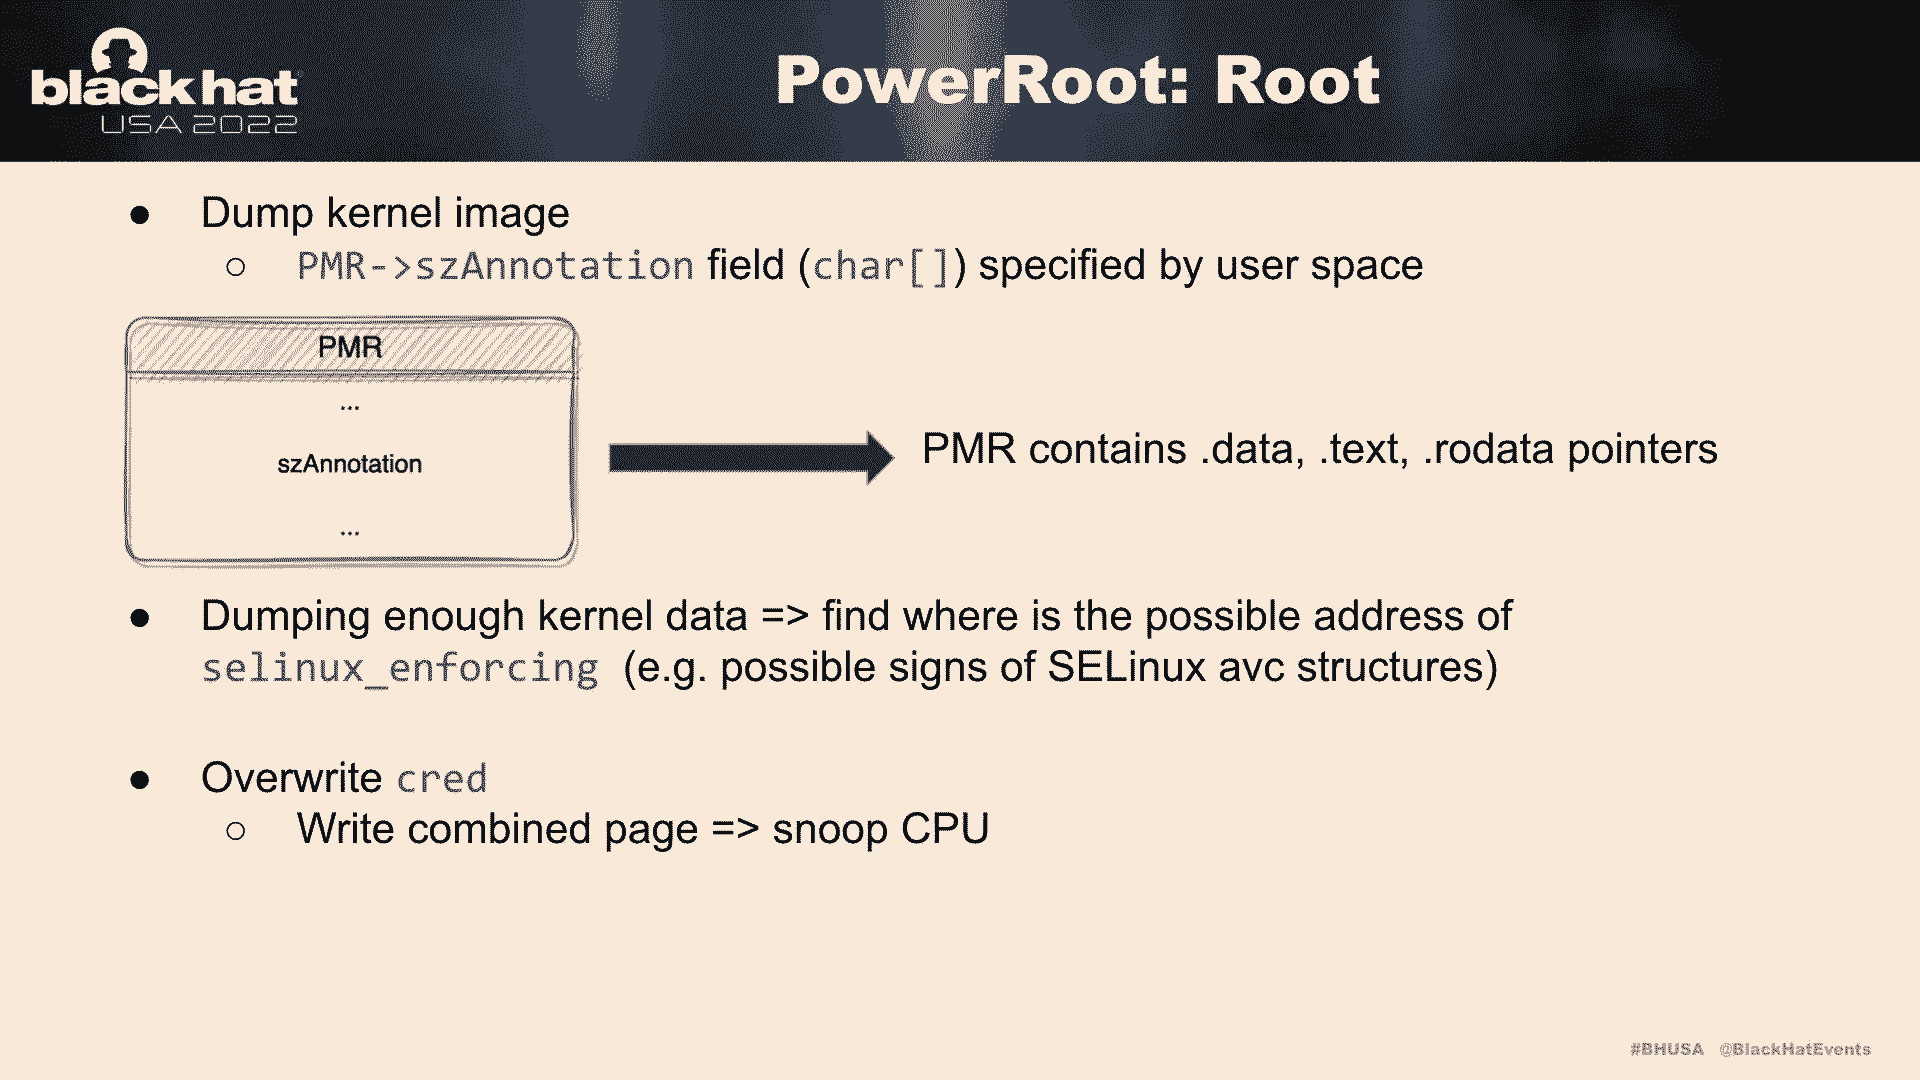 black hat
USA 2022
PowerRoot: Root
● Dump kernel image
○ PMR->szAnnotation field (char[]) specified by user space
PMR
...
szAnnotation
...
PMR contains .data, .text, .rodata pointers
● Dumping enough kernel data => find where is the possible address of
selinux_enforcing (e.g. possible signs of SELinux avc structures)
● Overwrite cred
○ Write combined page => snoop CPU
#BHUSA @BlackHatEvents